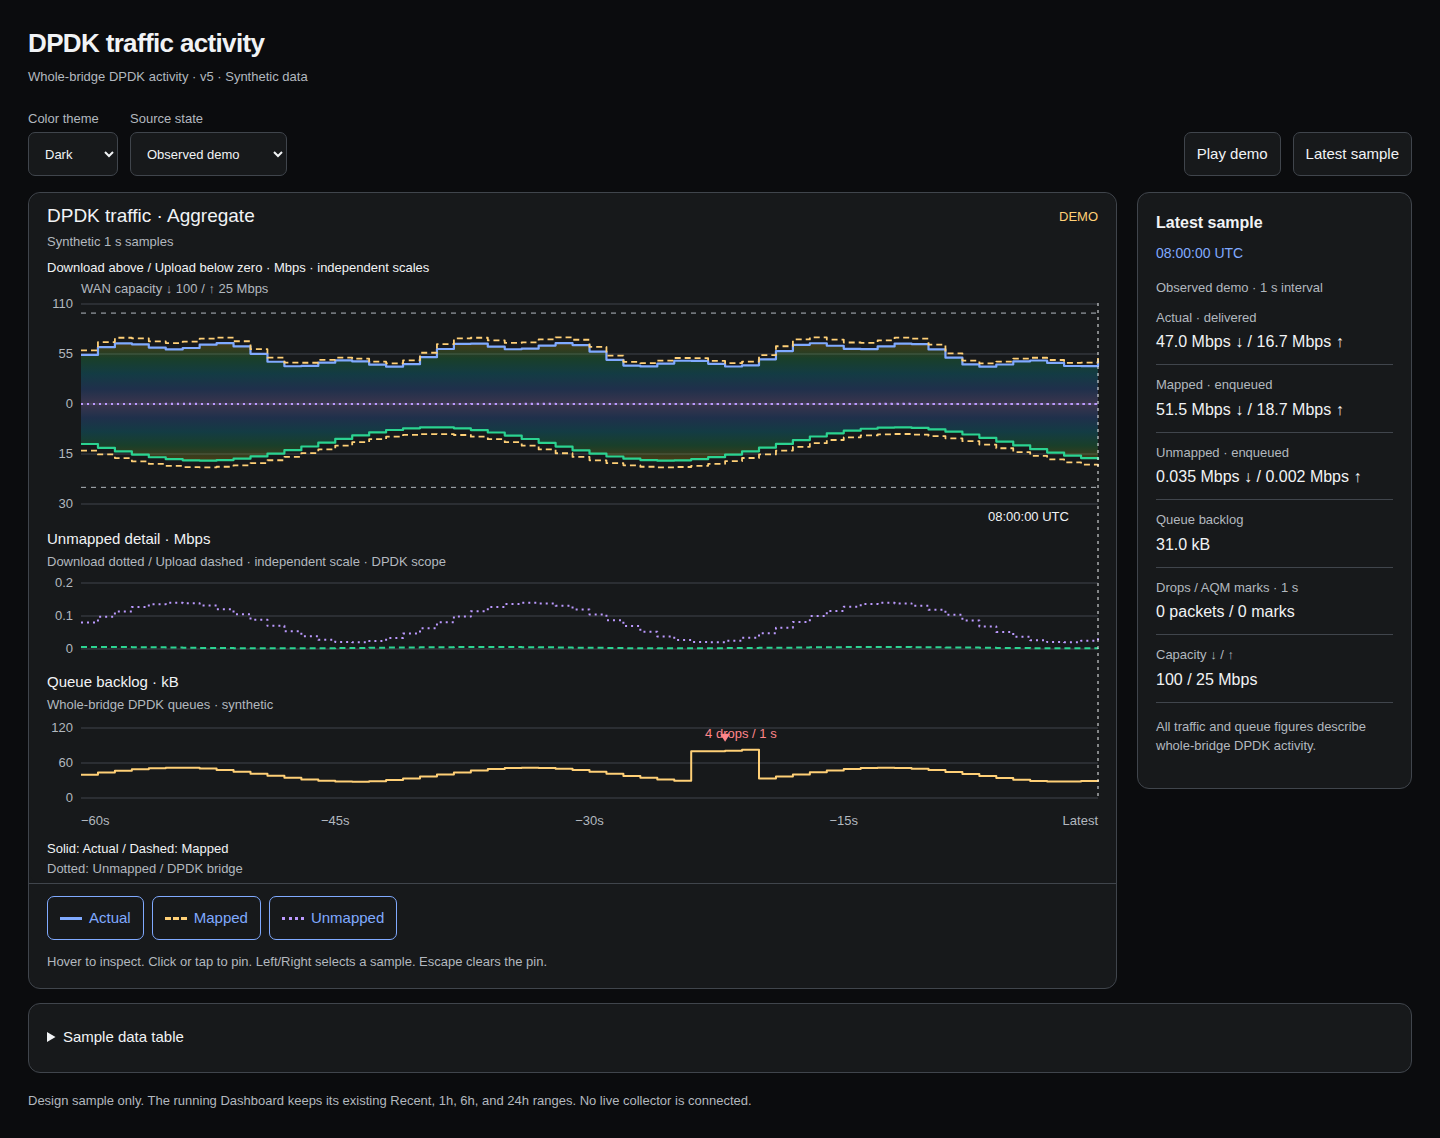 DPDK traffic activity
Whole-bridge DPDK activity · v5 · Synthetic data
Color theme
Source state
Dark
Observed demo
Play demo
Latest sample
DPDK traffic · Aggregate
DEMO
Synthetic 1 s samples
Download above / Upload below zero · Mbps · independent scales
WAN capacity ↓ 100 / ↑ 25 Mbps
110
55
0
15
30
08:00:00 UTC
Unmapped detail · Mbps
Download dotted / Upload dashed · independent scale · DPDK scope
0.2
0.1
0
Queue backlog · kB
Whole-bridge DPDK queues · synthetic
120
60
0
4 drops / 1 s
−60s
−45s
−30s
−15s
Latest
Solid: Actual / Dashed: Mapped
Dotted: Unmapped / DPDK bridge
Actual
Mapped
Unmapped
Hover to inspect. Click or tap to pin. Left/Right selects a sample. Escape clears the pin.
Latest sample
08:00:00 UTC
Observed demo · 1 s interval
Actual · delivered
47.0 Mbps ↓ / 16.7 Mbps ↑
Mapped · enqueued
51.5 Mbps ↓ / 18.7 Mbps ↑
Unmapped · enqueued
0.035 Mbps ↓ / 0.002 Mbps ↑
Queue backlog
31.0 kB
Drops / AQM marks · 1 s
0 packets / 0 marks
Capacity ↓ / ↑
100 / 25 Mbps
All traffic and queue figures describe
whole-bridge DPDK activity.
Sample data table
Design sample only. The running Dashboard keeps its existing Recent, 1h, 6h, and 24h ranges. No live collector is connected.